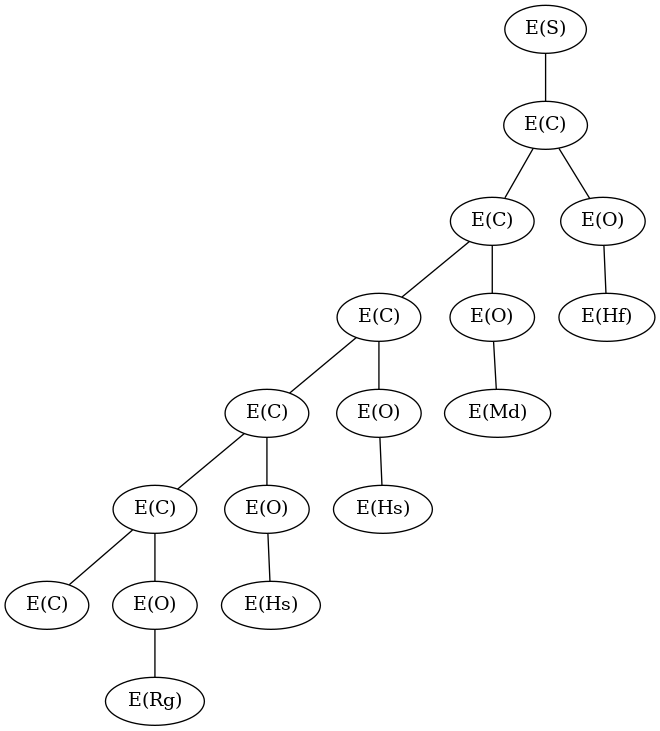 E(S)
E(C)
E(C) E(O)
E(C) E(O) E(Hf)
E(C) E(O) E(Md)
E(C) E(O) E(Hs)
E(C) E(O) E(Hs)
E(Rg)